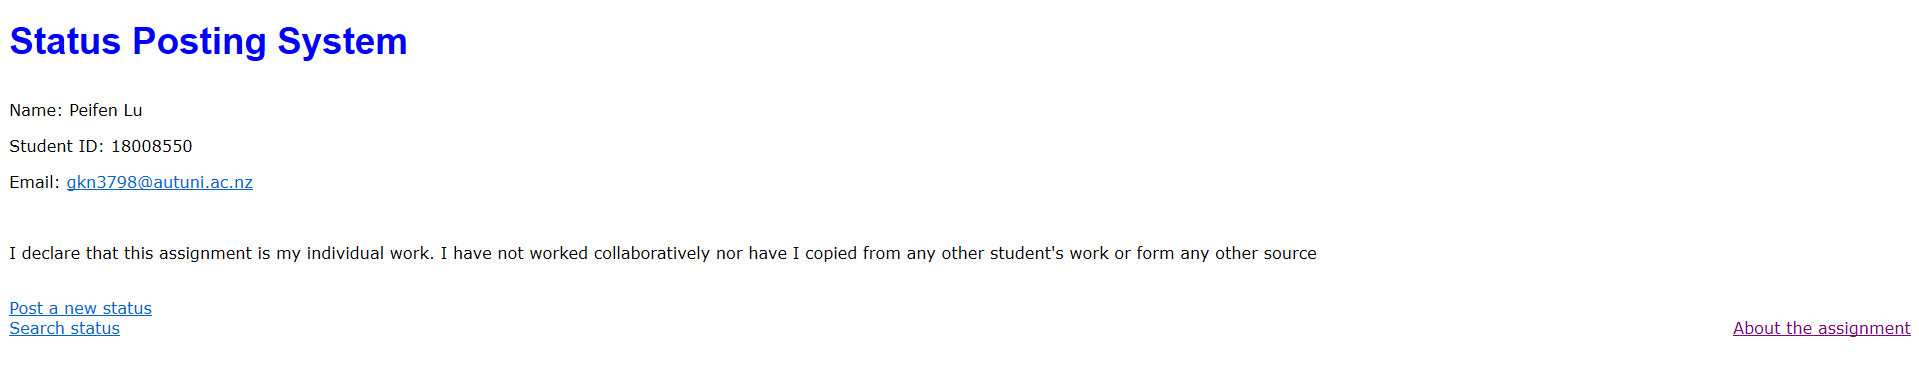 Status Posting System
Name: Peifen Lu
Student ID: 18008550
Email: gkn3798@autuni.ac.nz
I declare that this assignment is my individual work. I have not worked collaboratively nor have I copied from any other student's work or form any other source
Post a new status
Search status
About the assignment